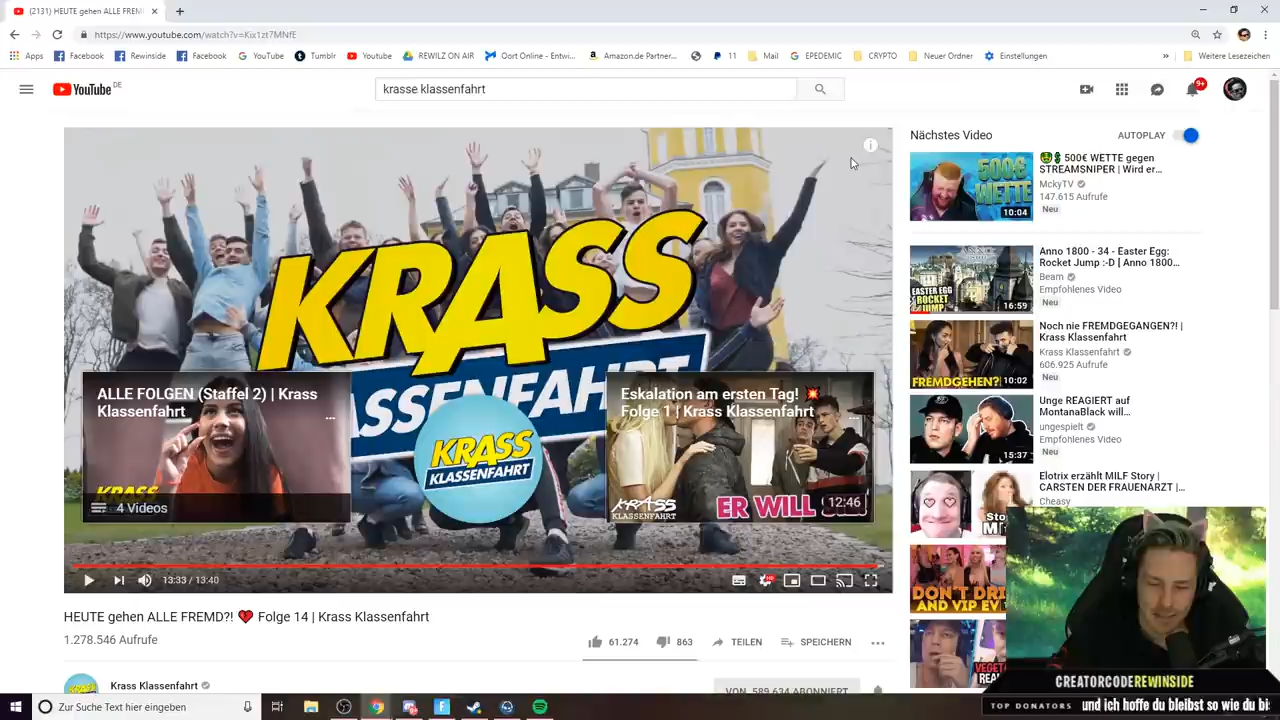 (2131) HEUTE gehen ALLE FREM
https://www.youtube.com/watch?v=Kix1zt7MNfE
Apps Facebook Rewinside Facebook YouTube Tumblr Youtube REWILZ ON AIR Oort Online - Entwi... Amazon.de Partner... 11 Mail EPEDEMIC CRYPTO Neuer Ordner Einstellungen » Weitere Lesezeichen
YouTube DE
krasse klassenfahrt
9+
KRASS
KLASSENFAHRT
ALLE FOLGEN (Staffel 2) | Krass
Klassenfahrt
4 Videos
KRASS
KLASSENFAHRT
Eskalation am ersten Tag! 💥
Folge 1 | Krass Klassenfahrt
KRASS
KLASSENFAHRT
ER WILL
12:46
13:33 / 13:40
HD
HEUTE gehen ALLE FREMD?! 💔 Folge 14 | Krass Klassenfahrt
1.278.546 Aufrufe
61.274 863 TEILEN SPEICHERN
Krass Klassenfahrt
VON 589.634 ABONNIERT
Nächstes Video
AUTOPLAY
500€
WETTE
10:04
🤑💲 500€ WETTE gegen
STREAMSNIPER | Wird er...
MckyTV
147.615 Aufrufe
Neu
ANNO
EASTER EGG
ROCKET
JUMP
16:59
Anno 1800 - 34 - Easter Egg:
Rocket Jump :-D | Anno 1800...
Beam
Empfohlenes Video
Neu
FREMDGEHEN?
10:02
Noch nie FREMDGEGANGEN?! |
Krass Klassenfahrt
Krass Klassenfahrt
606.925 Aufrufe
Neu
15:37
Unge REAGIERT auf
MontanaBlack will...
ungespielt
Empfohlenes Video
Neu
Elotrix erzählt MILF Story |
CARSTEN DER FRAUENARZT |...
Cheasy
DON'T DRI
AND VIP EV
CREATORCODEREWINSIDE
TOP DONATORS und ich hoffe du bleibst so wie du bi
Zur Suche Text hier eingeben